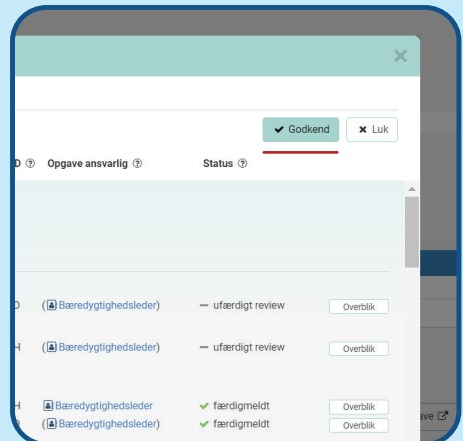 Godkend Luk
D Opgave ansvarlig Status
D (Bæredygtighedsleder) ufærdigt review Overblik
H (Bæredygtighedsleder) ufærdigt review Overblik
H Bæredygtighedsleder færdigmeldt Overblik
(Bæredygtighedsleder) færdigmeldt Overblik
ave